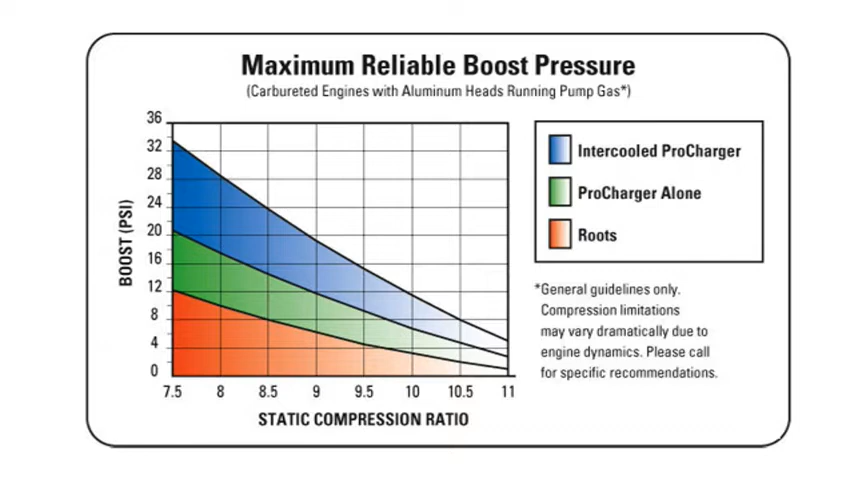 Maximum Reliable Boost Pressure
(Carbureted Engines with Aluminum Heads Running Pump Gas*)
36
32
28
24
20
16
12
8
4
0
BOOST (PSI)
7.5 8 8.5 9 9.5 10 10.5 11
STATIC COMPRESSION RATIO
Intercooled ProCharger
ProCharger Alone
Roots
*General guidelines only.
Compression limitations
may vary dramatically due to
engine dynamics. Please call
for specific recommendations.